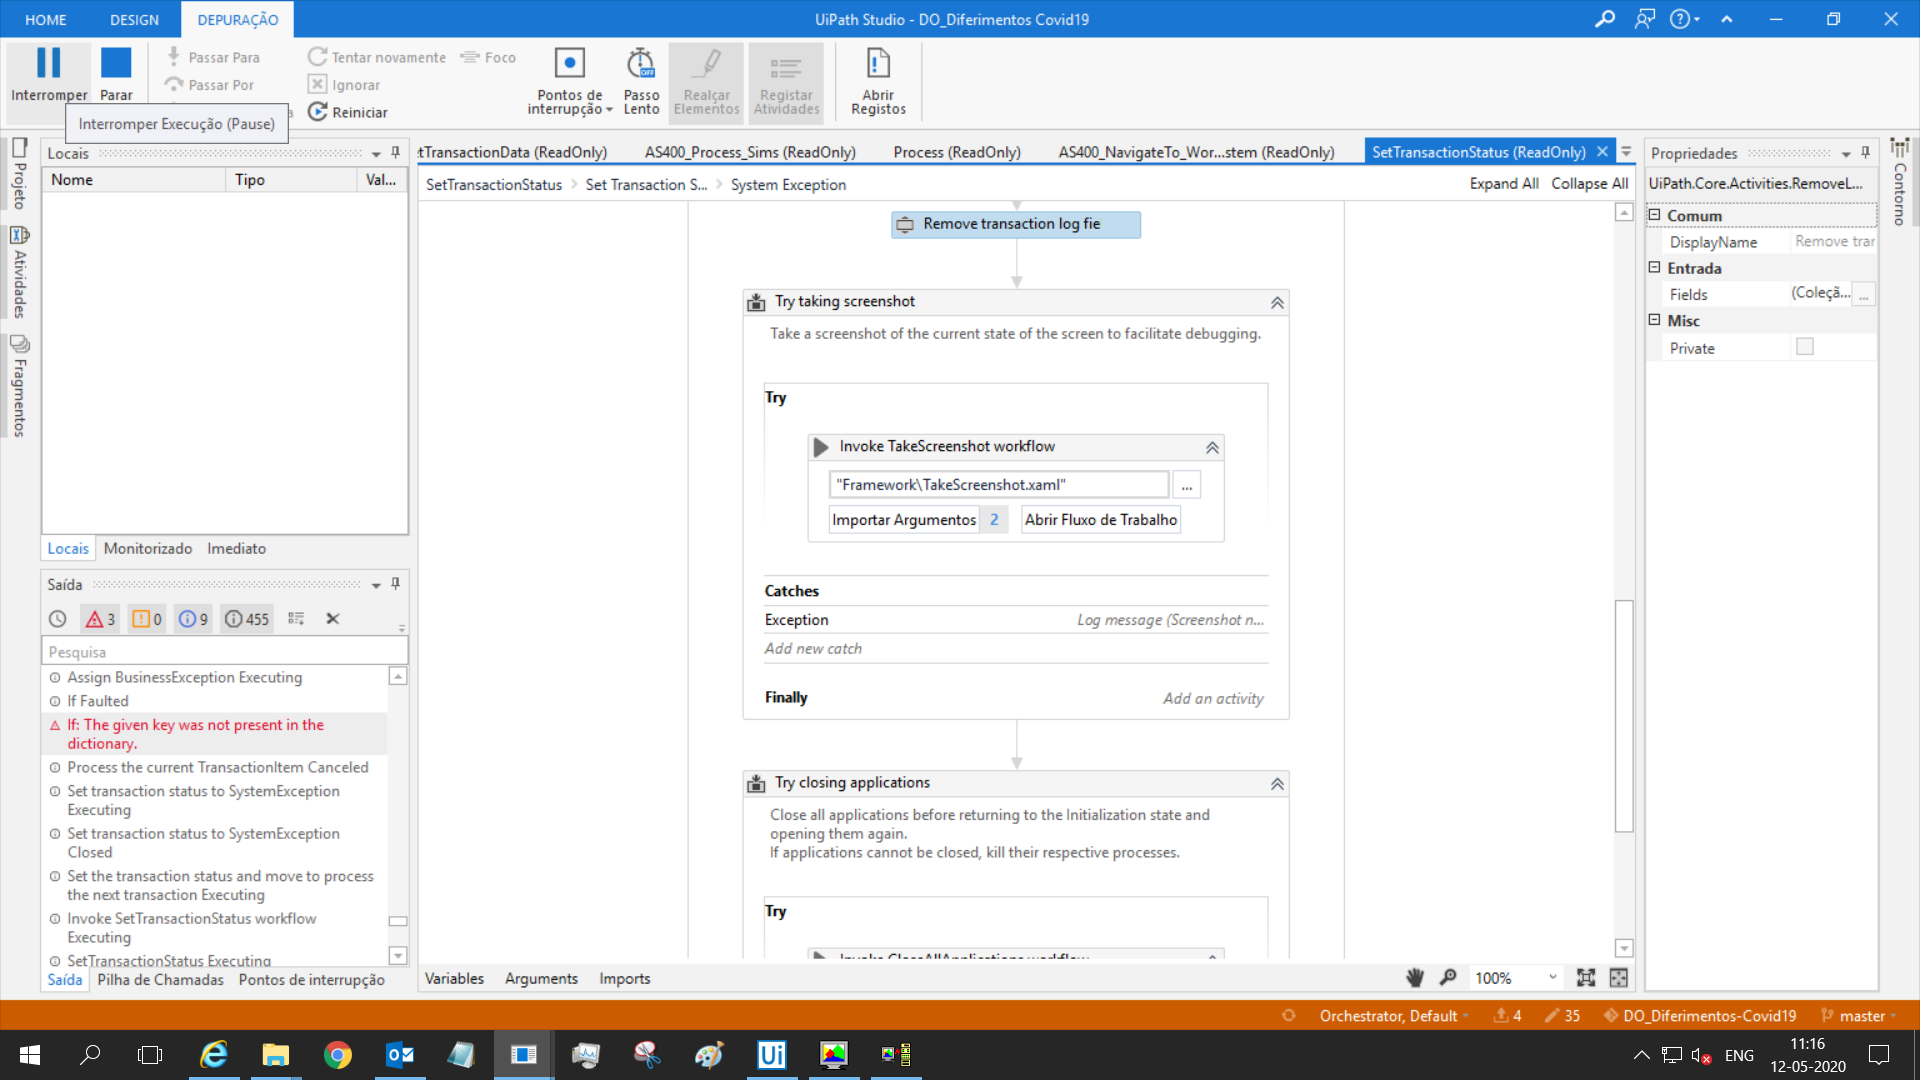 HOME
DESIGN
DEPURAÇÃO
UiPath Studio - DO_Diferimentos Covid19
Interromper
Parar
Passar Para
Passar Por
Tentar novamente
Foco
Ignorar
Reiniciar
Pontos de
interrupção
Passo
Lento
Realçar
Elementos
Registar
Atividades
Abrir
Registos
Interromper Execução (Pause)
Projeto
Atividades
Fragmentos
Locais
Nome
Tipo
Val...
Locais
Monitorizado
Imediato
Saída
3
0
9
455
Pesquisa
Assign BusinessException Executing
If Faulted
If: The given key was not present in the
dictionary.
Process the current TransactionItem Canceled
Set transaction status to SystemException
Executing
Set transaction status to SystemException
Closed
Set the transaction status and move to process
the next transaction Executing
Invoke SetTransactionStatus workflow
Executing
SetTransactionStatus Executing
Saída
Pilha de Chamadas
Pontos de interrupção
tTransactionData (ReadOnly)
AS400_Process_Sims (ReadOnly)
Process (ReadOnly)
AS400_NavigateTo_Wor...stem (ReadOnly)
SetTransactionStatus (ReadOnly)
SetTransactionStatus
Set Transaction S...
System Exception
Expand All
Collapse All
Remove transaction log fie
Try taking screenshot
Take a screenshot of the current state of the screen to facilitate debugging.
Try
Invoke TakeScreenshot workflow
"Framework\TakeScreenshot.xaml"
...
Importar Argumentos
2
Abrir Fluxo de Trabalho
Catches
Exception
Log message (Screenshot n...
Add new catch
Finally
Add an activity
Try closing applications
Close all applications before returning to the Initialization state and
opening them again.
If applications cannot be closed, kill their respective processes.
Try
Invoke CloseAllApplications workflow
Variables
Arguments
Imports
100%
Propriedades
UiPath.Core.Activities.RemoveL...
Comum
DisplayName
Remove trar
Entrada
Fields
(Coleçã...
...
Misc
Private
Contorno
Orchestrator, Default
4
35
DO_Diferimentos-Covid19
master
ENG
11:16
12-05-2020